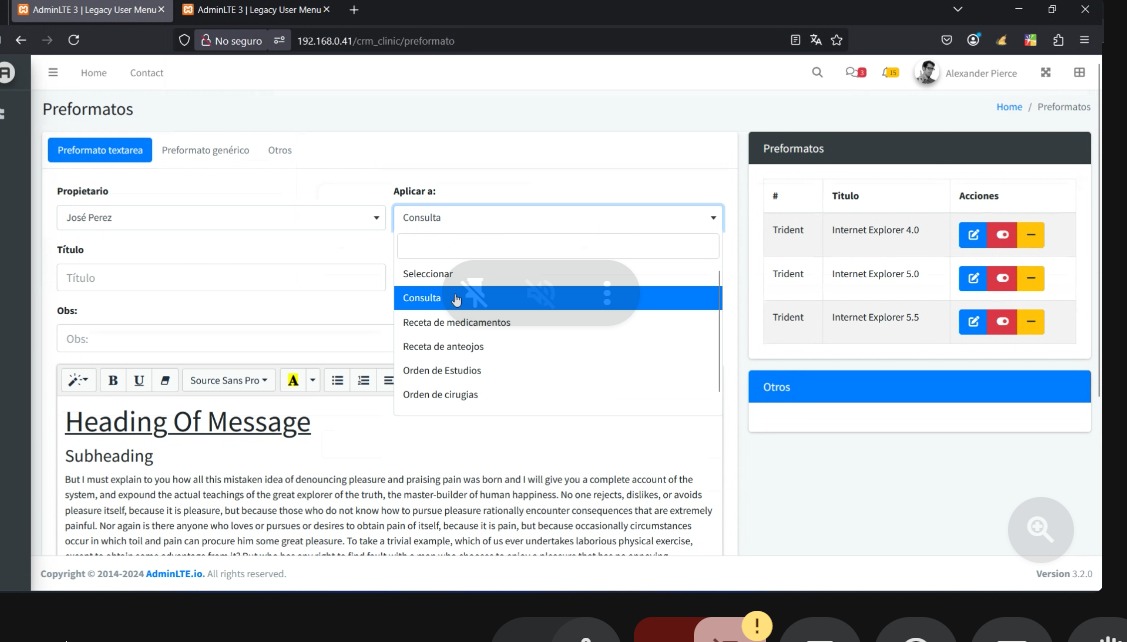 AdminLTE 3 | Legacy User Menu
AdminLTE 3 | Legacy User Menu
No seguro
192.168.0.41/crm_clinic/preformato
Home
Contact
3
15
Alexander Pierce
Preformatos
Home / Preformatos
Preformato textarea
Preformato genérico
Otros
Propietario
Aplicar a:
José Perez
Consulta
Título
Título
Obs:
Obs:
Seleccionar
Consulta
Receta de medicamentos
Receta de anteojos
Orden de Estudios
Orden de cirugias
B U
Source Sans Pro
A
Heading Of Message
Subheading
But I must explain to you how all this mistaken idea of denouncing pleasure and praising pain was born and I will give you a complete account of the
system, and expound the actual teachings of the great explorer of the truth, the master-builder of human happiness. No one rejects, dislikes, or avoids
pleasure itself, because it is pleasure, but because those who do not know how to pursue pleasure rationally encounter consequences that are extremely
painful. Nor again is there anyone who loves or pursues or desires to obtain pain of itself, because it is pain, but because occasionally circumstances
occur in which toil and pain can procure him some great pleasure. To take a trivial example, which of us ever undertakes laborious physical exercise,
Preformatos
# Titulo Acciones
Trident Internet Explorer 4.0
Trident Internet Explorer 5.0
Trident Internet Explorer 5.5
Otros
Copyright © 2014-2024 AdminLTE.io. All rights reserved.
Version 3.2.0